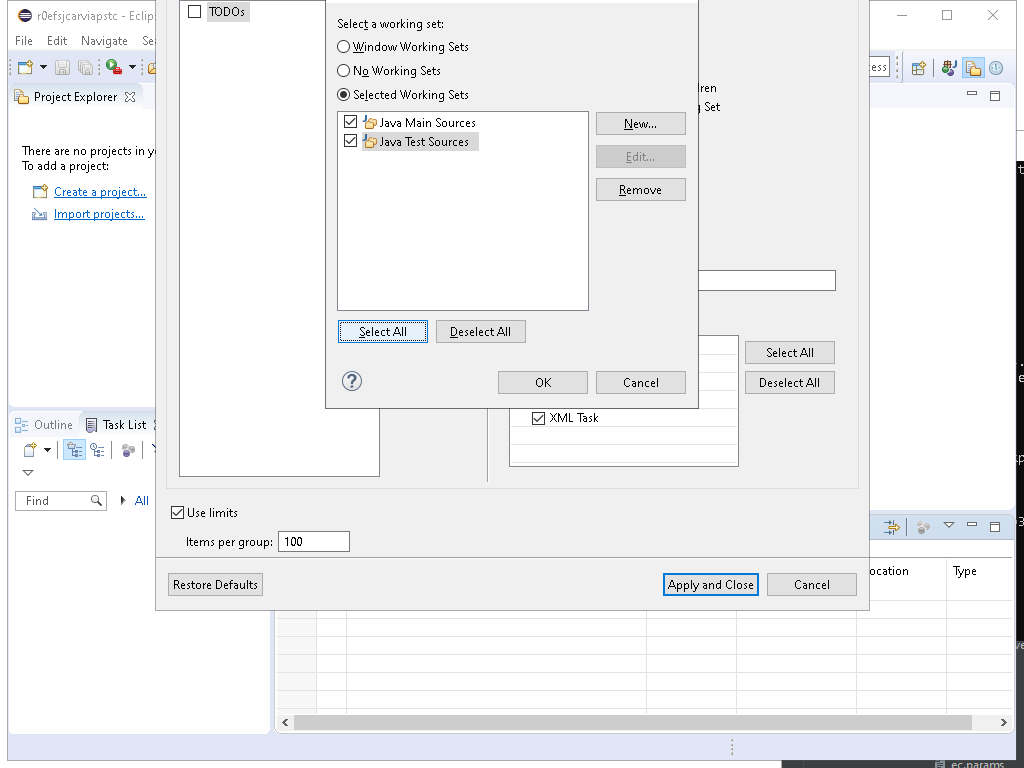 r0efsjcarviapstc - Eclip
TODOs
File Edit Navigate Se
Project Explorer
There are no projects in y
To add a project:
Create a project...
Import projects...
Select a working set:
Window Working Sets
No Working Sets
Selected Working Sets
Java Main Sources
Java Test Sources
New...
Edit...
Remove
Select All
Deselect All
OK
Cancel
ess
dren
g Set
Select All
Deselect All
XML Task
Outline
Task List
Find
All
Use limits
Items per group: 100
Restore Defaults
Apply and Close
Cancel
ocation
Type
ec.params